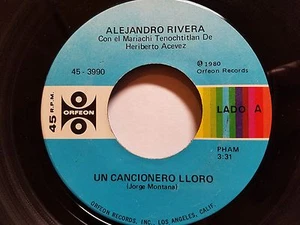 ALEJANDRO RIVERA
Con el Mariachi Tenochtitlan De
Heriberto Acevez
45 - 3990
© 1980
Orfeon Records
45 R.P.M.
ORFEON
LADO A
PHAM
3:31
UN CANCIONERO LLORO
(Jorge Montana)
ORFEON RECORDS, INC., LOS ANGELES, CALIF.